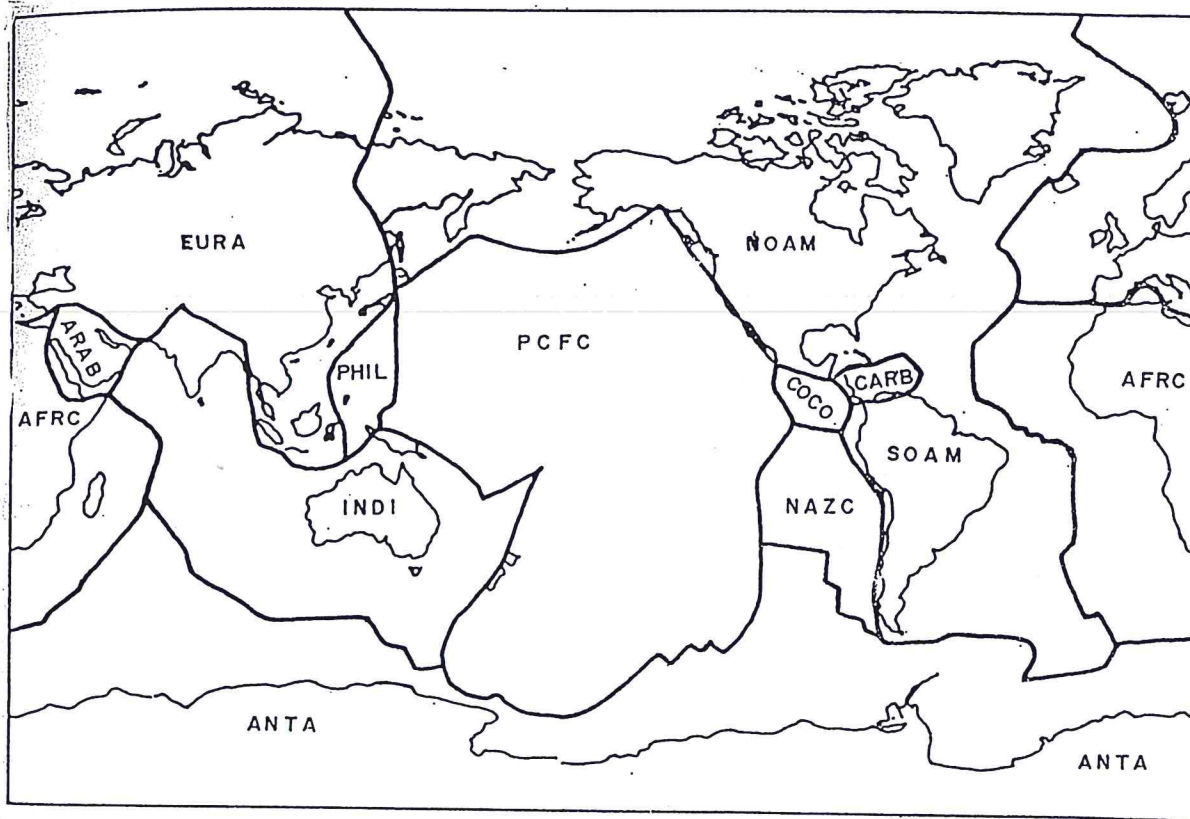 EURA
NOAM
ARAB
PCFC
PHIL
COCO
CARB
AFRC
AFRC
SOAM
INDI
NAZC
ANTA
ANTA